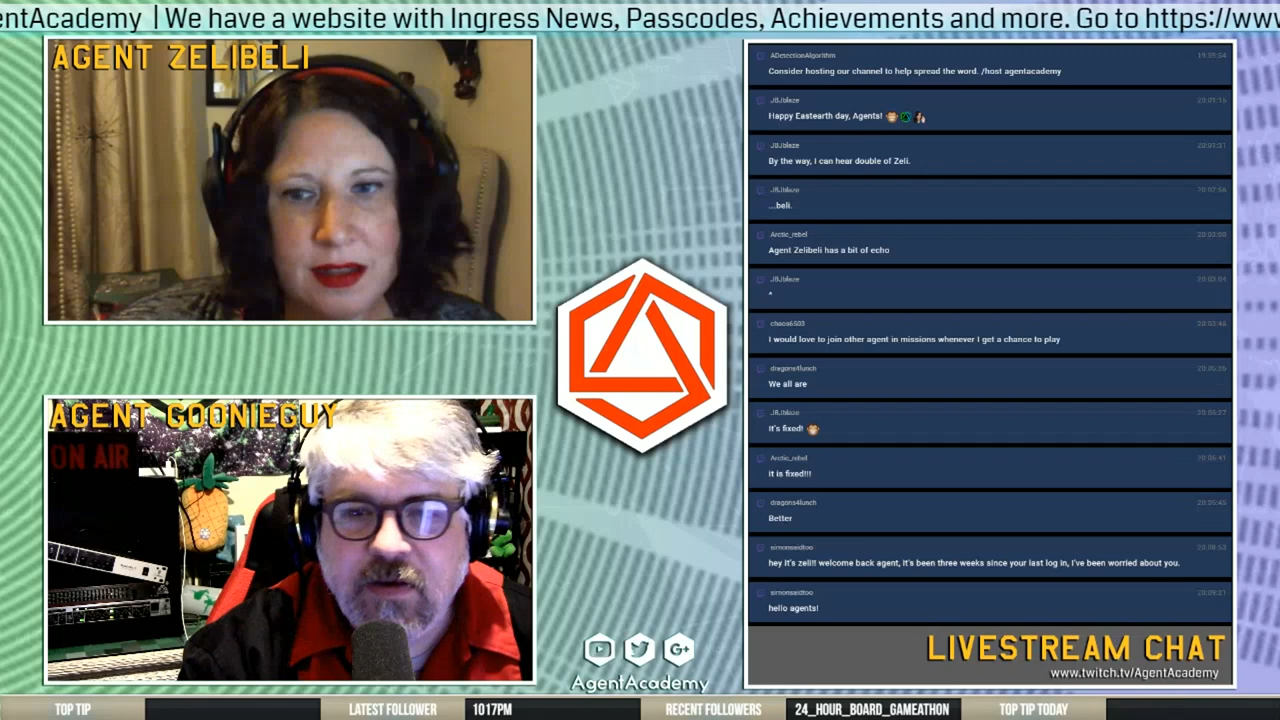 entAcademy | We have a website with Ingress News, Passcodes, Achievements and more. Go to https://www
AGENT ZELIBELI
AGENT GOONIEGUY
ON AIR
AgentAcademy
ADetectionAlgorithm 19:59:54
Consider hosting our channel to help spread the word. /host agentacademy
JBJblaze
Happy Eastearth day, Agents!
JBJblaze
By the way, I can hear double of Zeli.
JBJblaze
...beli.
Arctic_rebel
Agent Zelibeli has a bit of echo
JBJblaze
^
chaos6503
I would love to join other agent in missions whenever I get a chance to play
dragons4lunch
We all are
JBJblaze
It's fixed!
Arctic_rebel
it is fixed!!!
dragons4lunch
Better
simonsaidtoo
hey it's zeli!! welcome back agent, it's been three weeks since your last log in, I've been worried about you.
simonsaidtoo
hello agents!
LIVESTREAM CHAT
www.twitch.tv/AgentAcademy
TOP TIP LATEST FOLLOWER 1017PM RECENT FOLLOWERS 24_HOUR_BOARD_GAMEATHON TOP TIP TODAY